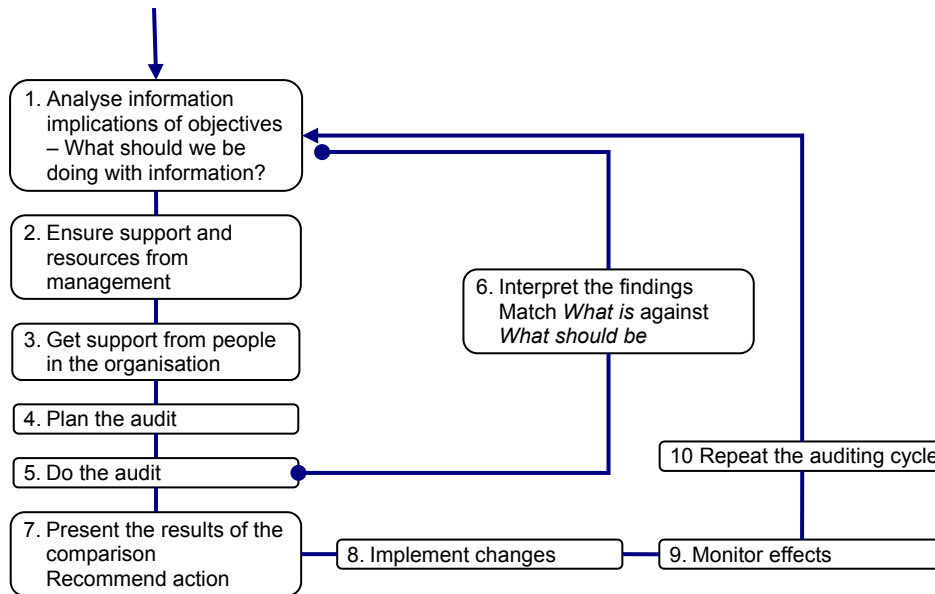 1. Analyse information
implications of objectives
– What should we be
doing with information?
2. Ensure support and
resources from
management
3. Get support from people
in the organisation
4. Plan the audit
5. Do the audit
6. Interpret the findings
Match What is against
What should be
7. Present the results of the
comparison
Recommend action
8. Implement changes
9. Monitor effects
10 Repeat the auditing cycle